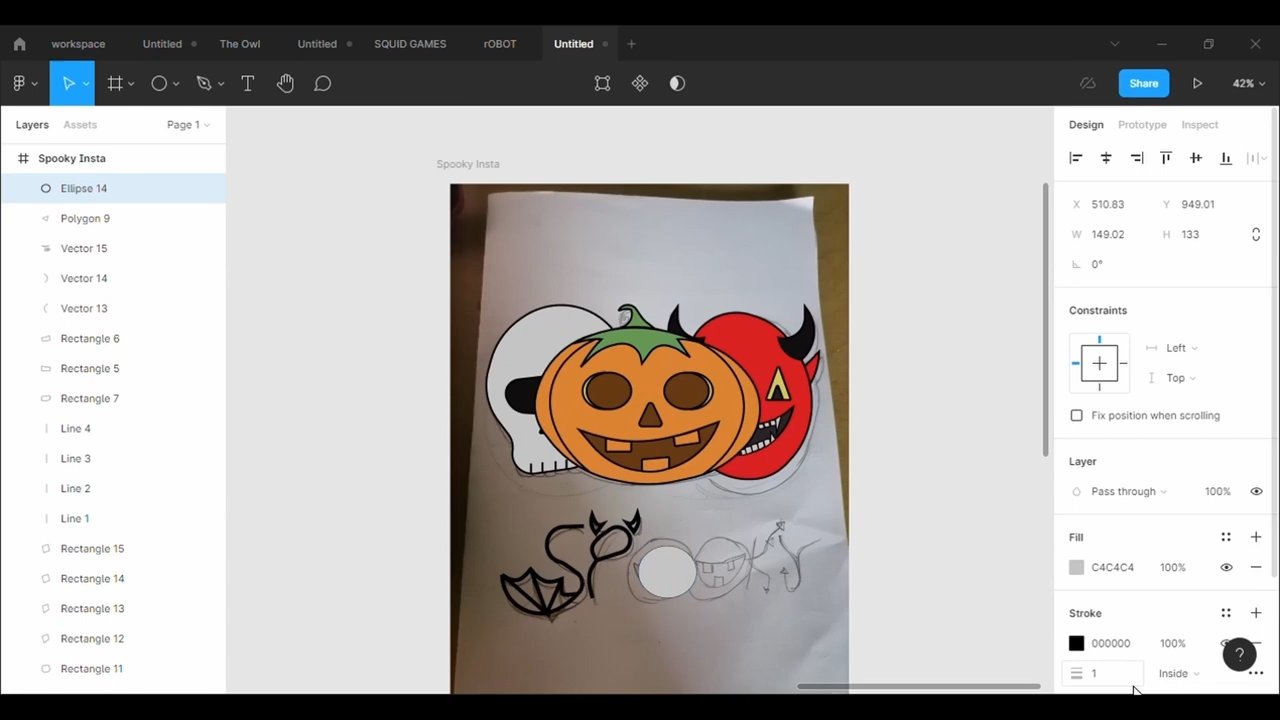 workspace Untitled The Owl Untitled SQUID GAMES rOBOT Untitled
Share 42%
Layers Assets Page 1 Design Prototype Inspect
Spooky Insta
Ellipse 14
Polygon 9
Vector 15
Vector 14
Vector 13
Rectangle 6
Rectangle 5
Rectangle 7
Line 4
Line 3
Line 2
Line 1
Rectangle 15
Rectangle 14
Rectangle 13
Rectangle 12
Rectangle 11
Spooky Insta
SPOOKY
X 510.83 Y 949.01
W 149.02 H 133
0°
Constraints
Left
Top
Fix position when scrolling
Layer
Pass through 100%
Fill
C4C4C4 100%
Stroke
000000 100%
?
1 Inside